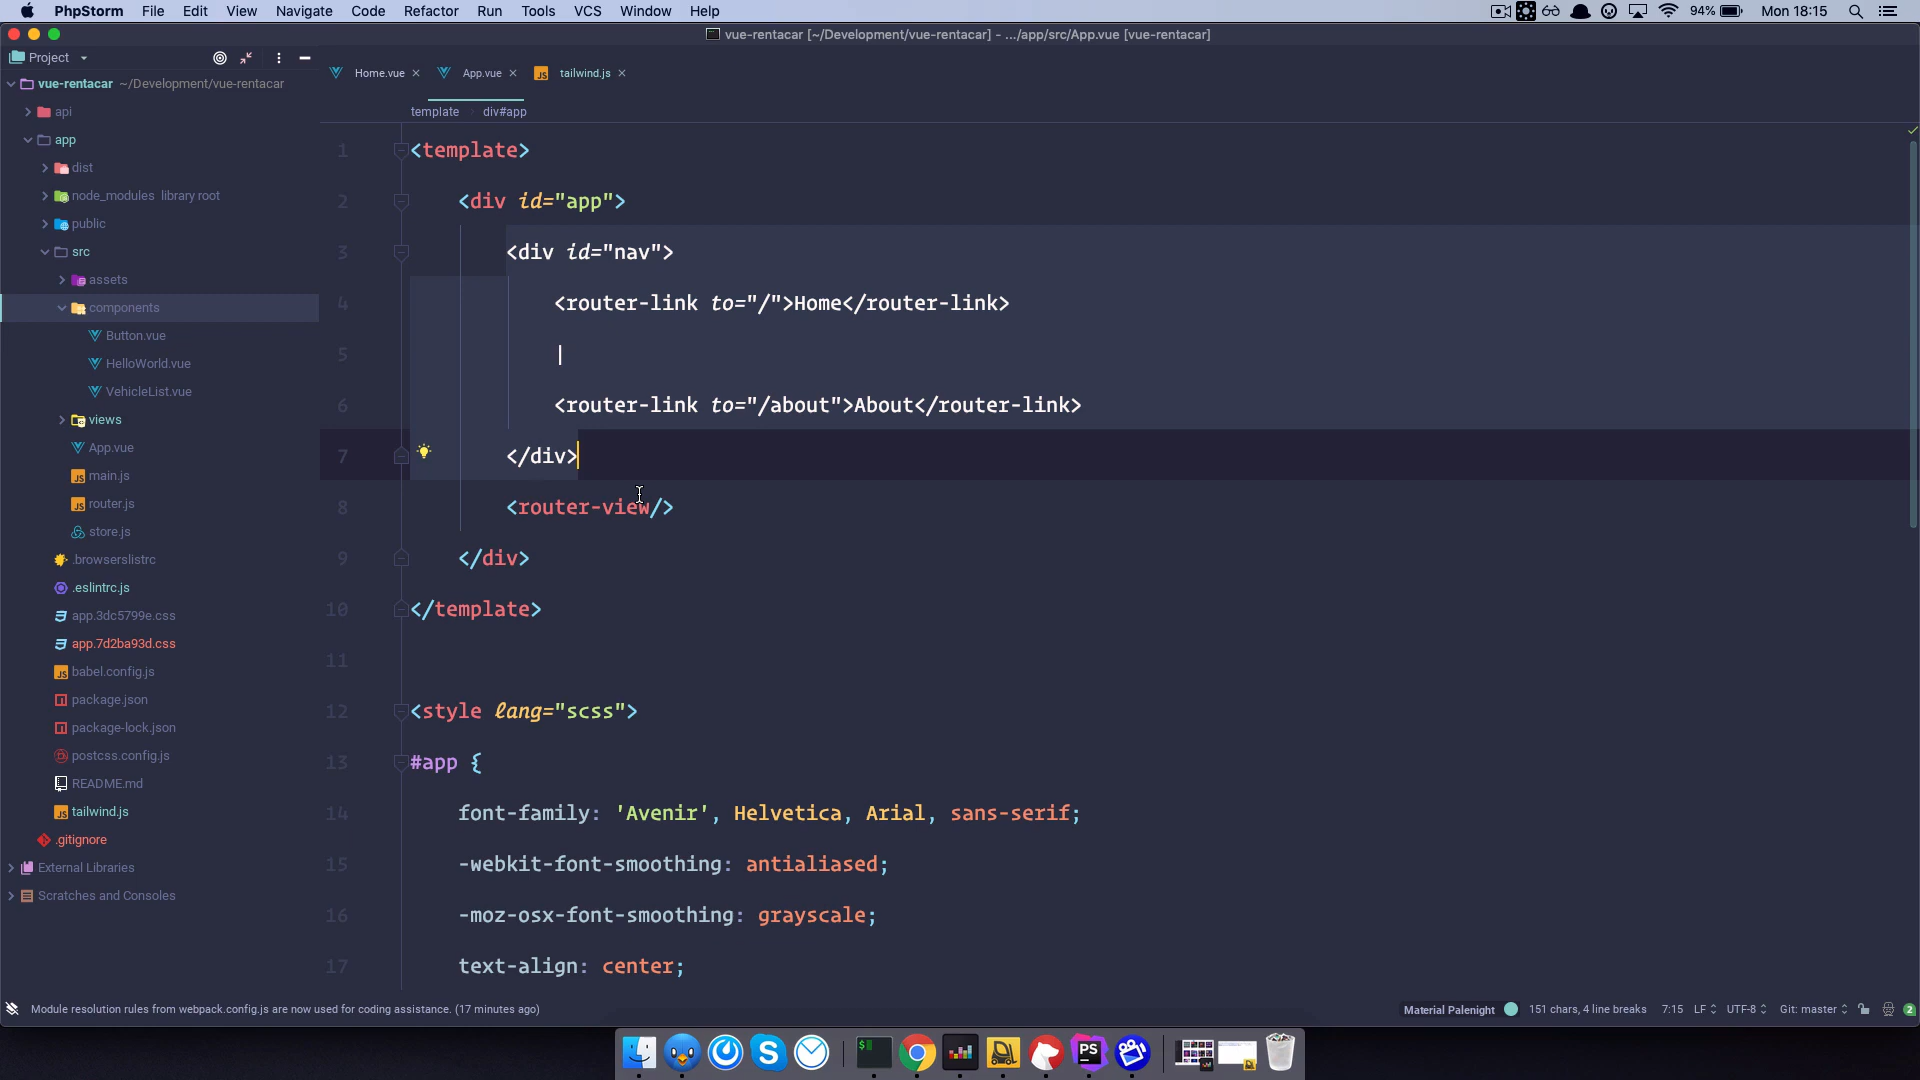 PhpStorm File Edit View Navigate Code Refactor Run Tools VCS Window Help 94% Mon 18:15
vue-rentacar [~/Development/vue-rentacar] - .../app/src/App.vue [vue-rentacar]
Project
Home.vue App.vue tailwind.js
template div#app
vue-rentacar ~/Development/vue-rentacar
api
app
dist
node_modules library root
public
src
assets
components
Button.vue
HelloWorld.vue
VehicleList.vue
views
App.vue
main.js
router.js
store.js
.browserslistrc
.eslintrc.js
app.3dc5799e.css
app.7d2ba93d.css
babel.config.js
package.json
package-lock.json
postcss.config.js
README.md
tailwind.js
.gitignore
External Libraries
Scratches and Consoles
1 <template>
2 <div id="app">
3 <div id="nav">
4 <router-link to="/">Home</router-link>
5 |
6 <router-link to="/about">About</router-link>
7 </div>
8 <router-view/>
9 </div>
10 </template>
11
12 <style lang="scss">
13 #app {
14 font-family: 'Avenir', Helvetica, Arial, sans-serif;
15 -webkit-font-smoothing: antialiased;
16 -moz-osx-font-smoothing: grayscale;
17 text-align: center;
Module resolution rules from webpack.config.js are now used for coding assistance. (17 minutes ago) Material Palenight 151 chars, 4 line breaks 7:15 LF UTF-8 Git: master 2
$
S
PS